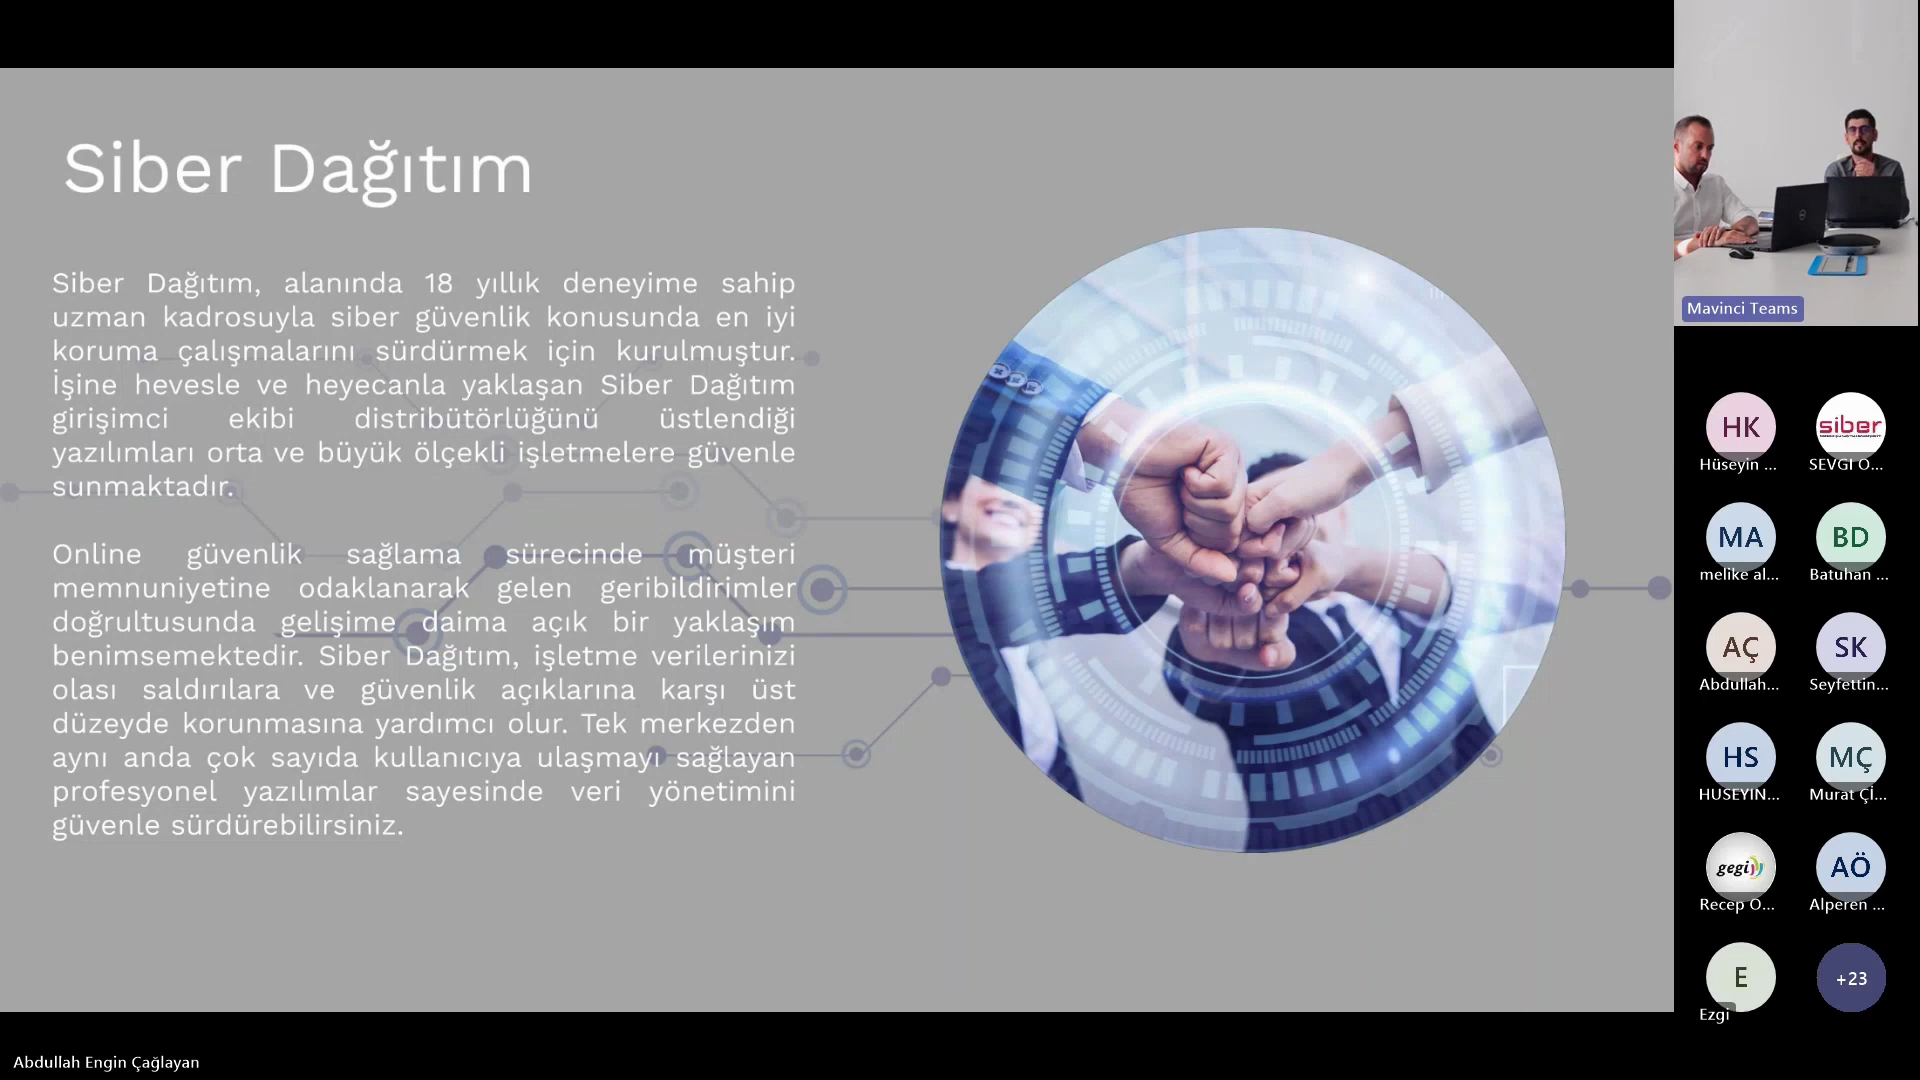 Siber Dağıtım
Siber Dağıtım, alanında 18 yıllık deneyime sahip
uzman kadrosuyla siber güvenlik konusunda en iyi
koruma çalışmalarını sürdürmek için kurulmuştur.
İşine hevesle ve heyecanla yaklaşan Siber Dağıtım
girişimci ekibi distribütörlüğünü üstlendiği
yazılımları orta ve büyük ölçekli işletmelere güvenle
sunmaktadır.
Online güvenlik sağlama sürecinde müşteri
memnuniyetine odaklanarak gelen geribildirimler
doğrultusunda gelişime daima açık bir yaklaşım
benimsemektedir. Siber Dağıtım, işletme verilerinizi
olası saldırılara ve güvenlik açıklarına karşı üst
düzeyde korunmasına yardımcı olur. Tek merkezden
aynı anda çok sayıda kullanıcıya ulaşmayı sağlayan
profesyonel yazılımlar sayesinde veri yönetimini
güvenle sürdürebilirsiniz.
Mavinci Teams
HK
Hüseyin ...
siber
SEVGI O...
MA
melike al...
BD
Batuhan ...
AÇ
Abdullah...
SK
Seyfettin...
HS
HUSEYIN...
MÇ
Murat Çİ...
gegi
Recep O...
AÖ
Alperen ...
E
Ezgi
+23
Abdullah Engin Çağlayan